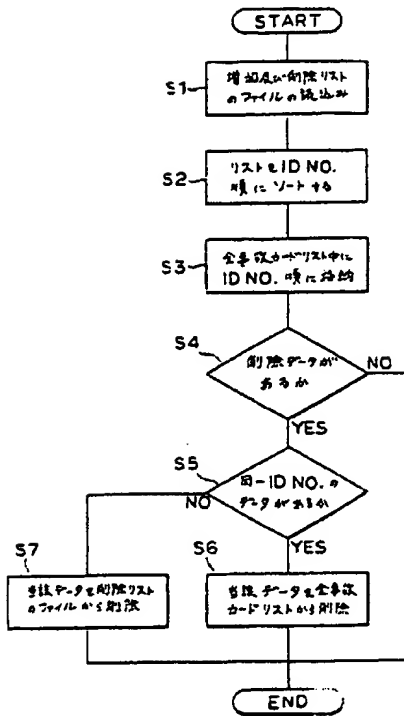 START
S1
増加及び削除リスト
のファイルの読込み
S2
リストを ID NO.
順にソートする
S3
全事故カードリスト中に
ID NO. 順に格納
S4
削除データが
あるか
NO
YES
S5
同一 ID NO. の
データがあるか
NO
YES
S7
当該データを削除リスト
のファイルから削除
S6
当該データを全事故
カードリストから削除
END